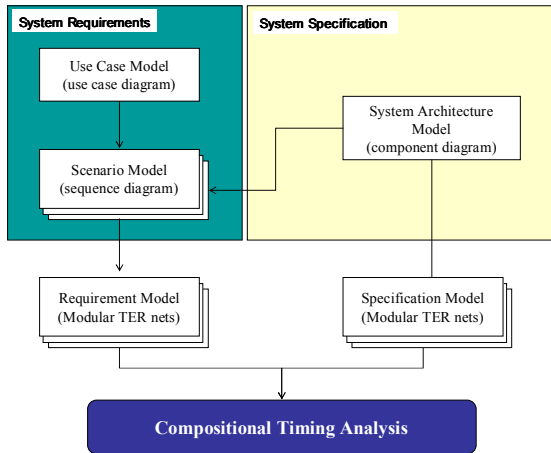 System Requirements
System Specification
Use Case Model
(use case diagram)
System Architecture
Model
(component diagram)
Scenario Model
(sequence diagram)
Requirement Model
(Modular TER nets)
Specification Model
(Modular TER nets)
Compositional Timing Analysis